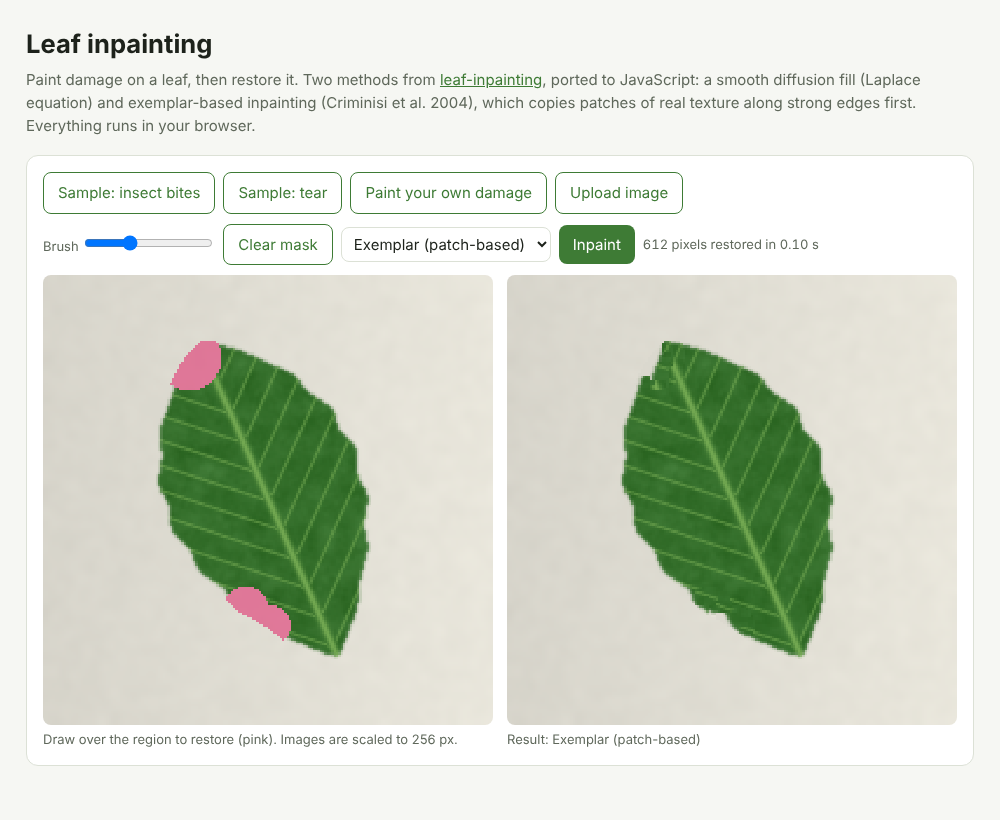 Leaf inpainting
Paint damage on a leaf, then restore it. Two methods from leaf-inpainting, ported to JavaScript: a smooth diffusion fill (Laplace
equation) and exemplar-based inpainting (Criminisi et al. 2004), which copies patches of real texture along strong edges first.
Everything runs in your browser.
Sample: insect bites
Sample: tear
Paint your own damage
Upload image
Brush
Clear mask
Exemplar (patch-based)
Inpaint
612 pixels restored in 0.10 s
Draw over the region to restore (pink). Images are scaled to 256 px.
Result: Exemplar (patch-based)